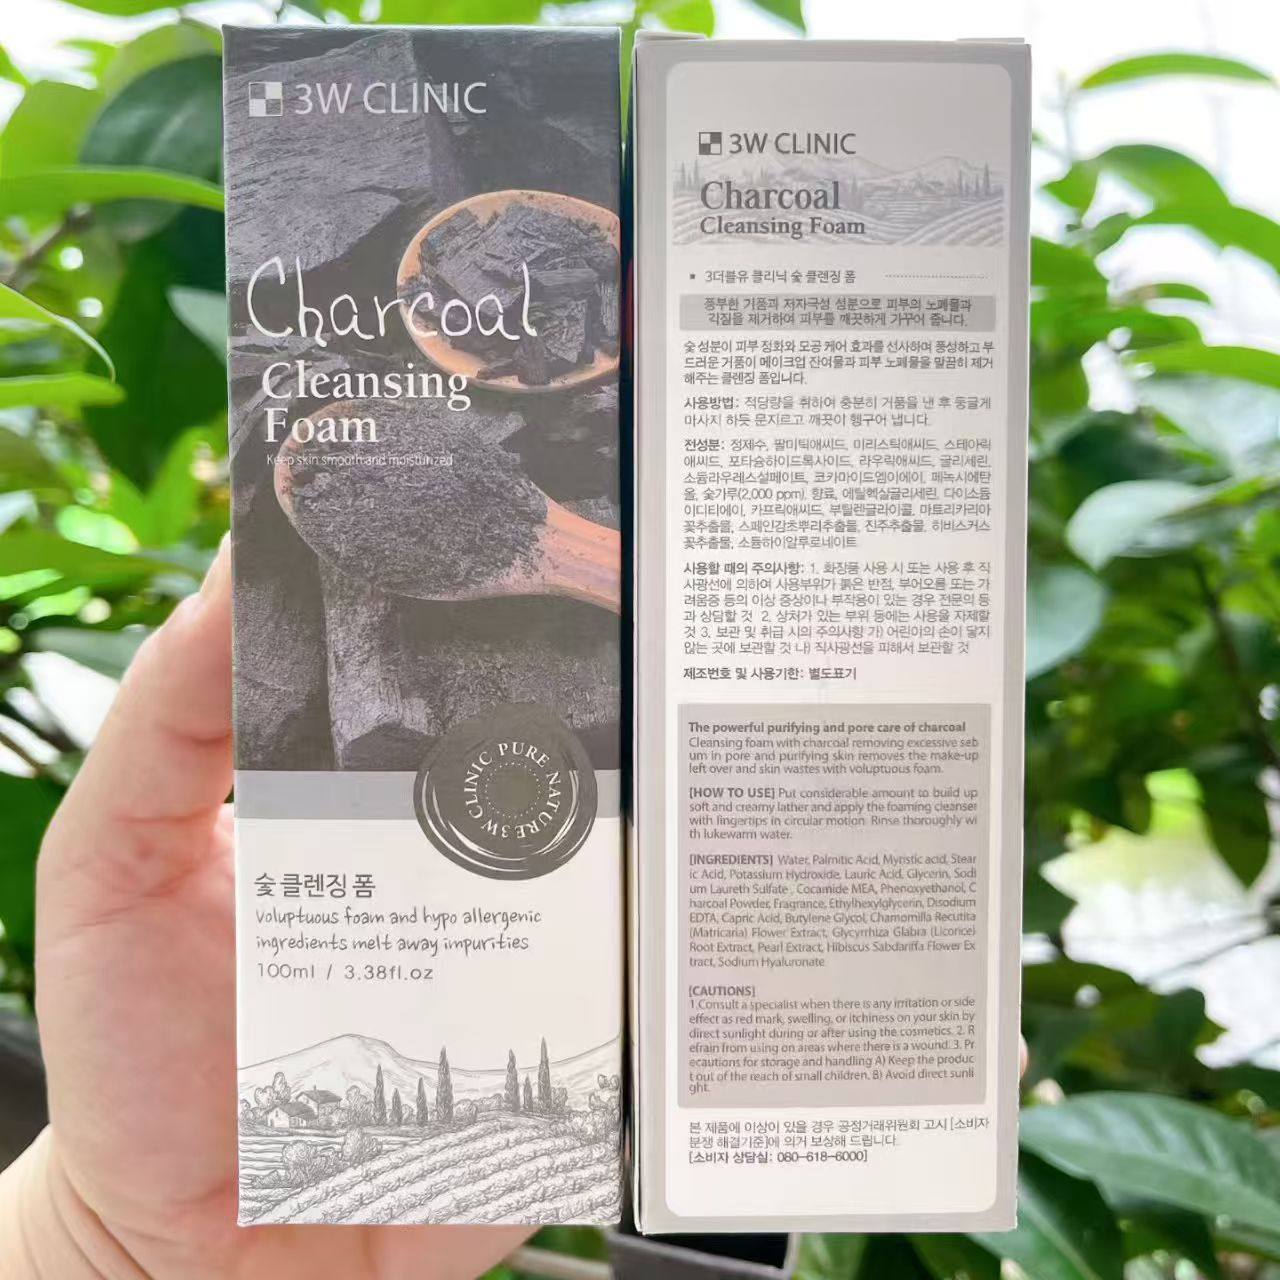 3W CLINIC
Charcoal
Cleansing
Foam
Keep skin smooth and moisturized
3W CLINIC PURE NATURE
숯 클렌징 폼
Voluptuous foam and hypo allergenic
ingredients melt away impurities
100ml / 3.38fl.oz
3W CLINIC
Charcoal
Cleansing Foam
▪ 3더블유 클리닉 숯 클렌징 폼
풍부한 거품과 저자극성 성분으로 피부의 노폐물과
각질을 제거하여 피부를 깨끗하게 가꾸어 줍니다.
숯 성분이 피부 정화와 모공 케어 효과를 선사하며 풍성하고 부
드러운 거품이 메이크업 잔여물과 피부 노폐물을 말끔히 제거
해주는 클렌징 폼입니다.
사용방법: 적당량을 취하여 충분히 거품을 낸 후 둥글게
마사지 하듯 문지르고 깨끗이 헹구어 냅니다.
전성분: 정제수, 팔미틱애씨드, 미리스틱애씨드, 스테아릭
애씨드, 포타슘하이드록사이드, 라우릭애씨드, 글리세린,
소듐라우레스설페이트, 코카마이드엠이에이, 페녹시에탄
올, 숯가루(2,000 ppm), 향료, 에틸헥실글리세린, 다이소듐
이디티에이, 카프릭애씨드, 부틸렌글라이콜, 마트리카리아
꽃추출물, 스페인감초뿌리추출물, 진주추출물, 히비스커스
꽃추출물, 소듐하이알루로네이트
사용할 때의 주의사항: 1. 화장품 사용 시 또는 사용 후 직
사광선에 의하여 사용부위가 붉은 반점, 부어오름 또는 가
려움증 등의 이상 증상이나 부작용이 있는 경우 전문의 등
과 상담할 것 2. 상처가 있는 부위 등에는 사용을 자제할
것 3. 보관 및 취급 시의 주의사항 가) 어린이의 손이 닿지
않는 곳에 보관할 것 나) 직사광선을 피해서 보관할 것
제조번호 및 사용기한: 별도표기
The powerful purifying and pore care of charcoal
Cleansing foam with charcoal removing excessive seb
um in pore and purifying skin removes the make-up
left over and skin wastes with voluptuous foam.
[HOW TO USE] Put considerable amount to build up
soft and creamy lather and apply the foaming cleanser
with fingertips in circular motion. Rinse thoroughly wi
th lukewarm water.
[INGREDIENTS] Water, Palmitic Acid, Myristic acid, Stear
ic Acid, Potassium Hydroxide, Lauric Acid, Glycerin, Sodi
um Laureth Sulfate , Cocamide MEA, Phenoxyethanol, C
harcoal Powder, Fragrance, Ethylhexylglycerin, Disodium
EDTA, Capric Acid, Butylene Glycol, Chamomilla Recutita
(Matricaria) Flower Extract, Glycyrrhiza Glabra (Licorice)
Root Extract, Pearl Extract, Hibiscus Sabdariffa Flower Ex
tract, Sodium Hyaluronate
[CAUTIONS]
1.Consult a specialist when there is any irritation or side
effect as red mark, swelling, or itchiness on your skin by
direct sunlight during or after using the cosmetics. 2. R
efrain from using on areas where there is a wound. 3. Pr
ecautions for storage and handling A) Keep the produc
t out of the reach of small children. B) Avoid direct sunli
ght.
본 제품에 이상이 있을 경우 공정거래위원회 고시 [소비자
분쟁 해결기준]에 의거 보상해 드립니다.
[소비자 상담실: 080-618-6000]